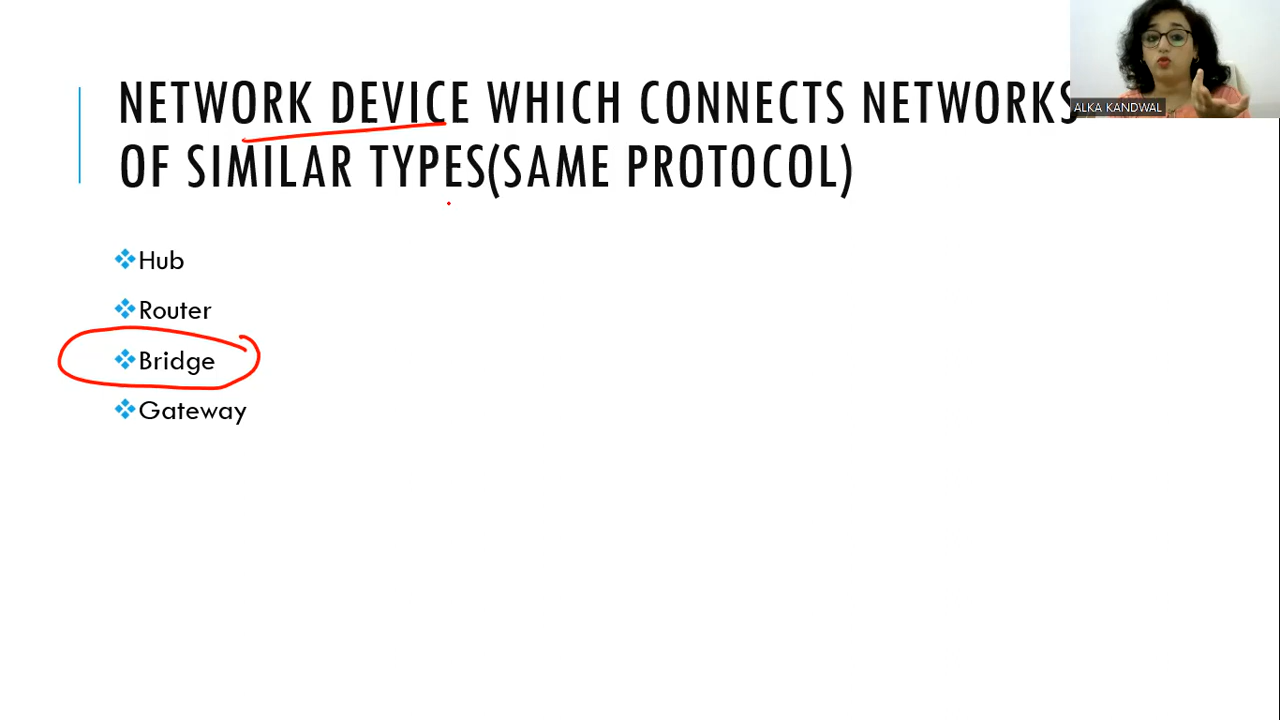 NETWORK DEVICE WHICH CONNECTS NETWORKS
OF SIMILAR TYPES(SAME PROTOCOL)
ALKA KANDWAL
Hub
Router
Bridge
Gateway